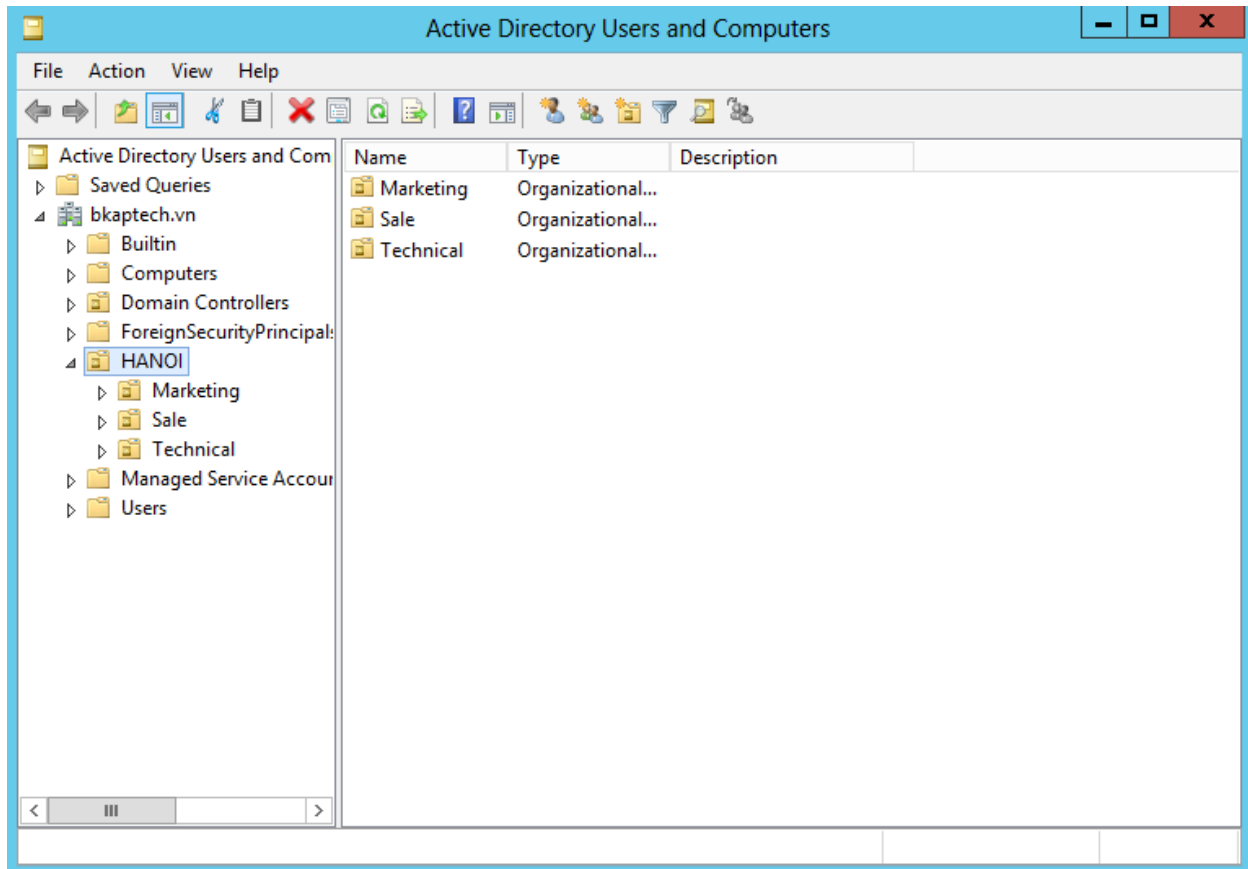 Active Directory Users and Computers
File Action View Help
Active Directory Users and Com
Saved Queries
bkaptech.vn
Builtin
Computers
Domain Controllers
ForeignSecurityPrincipals
HANOI
Marketing
Sale
Technical
Managed Service Accour
Users
Name Type Description
Marketing Organizational...
Sale Organizational...
Technical Organizational...